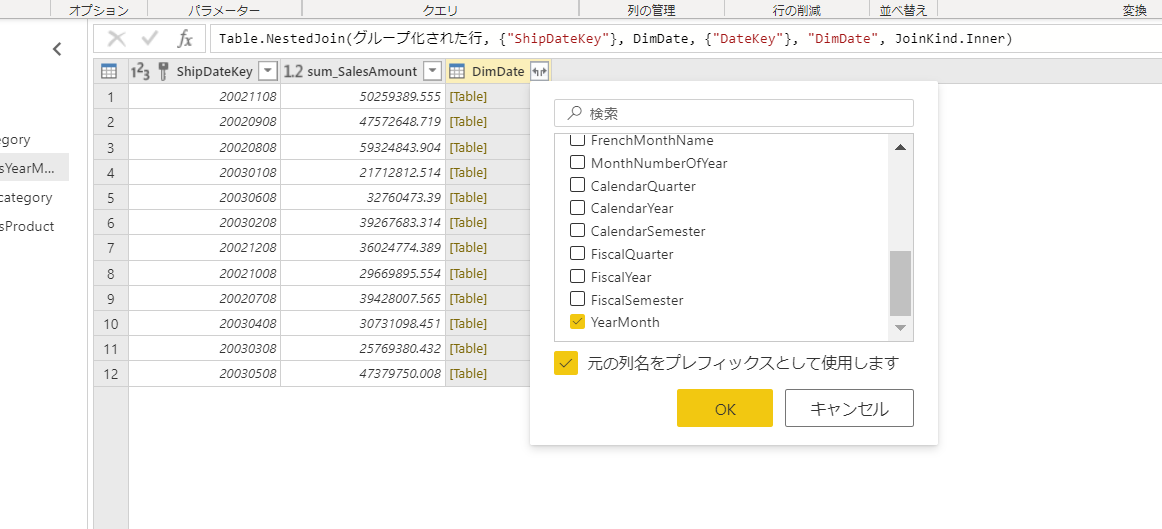 オプション パラメーター クエリ 列の管理 行の削減 並べ替え 変換
fx Table.NestedJoin(グループ化された行, {"ShipDateKey"}, DimDate, {"DateKey"}, "DimDate", JoinKind.Inner)
egory
sYearM...
category
sProduct
123 ShipDateKey 1.2 sum_SalesAmount DimDate
1 20021108 50259389.555 [Table]
2 20020908 47572648.719 [Table]
3 20020808 59324843.904 [Table]
4 20030108 21712812.514 [Table]
5 20030608 32760473.39 [Table]
6 20030208 39267683.314 [Table]
7 20021208 36024774.389 [Table]
8 20021008 29669895.554 [Table]
9 20020708 39428007.565 [Table]
10 20030408 30731098.451 [Table]
11 20030308 25769380.432 [Table]
12 20030508 47379750.008 [Table]
検索
FrenchMonthName
MonthNumberOfYear
CalendarQuarter
CalendarYear
CalendarSemester
FiscalQuarter
FiscalYear
FiscalSemester
YearMonth
元の列名をプレフィックスとして使用します
OK キャンセル